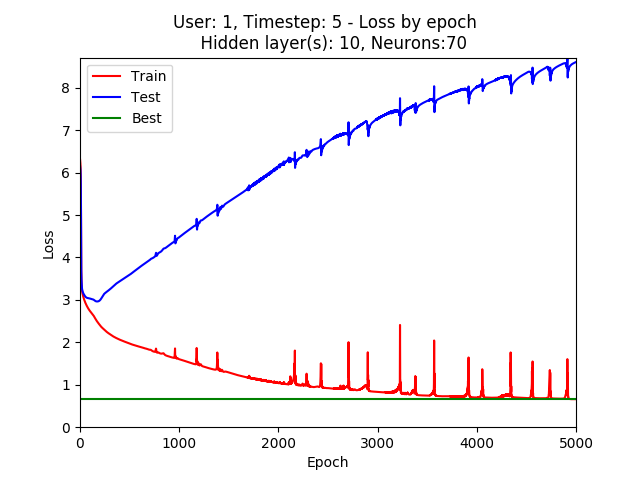 User: 1, Timestep: 5 - Loss by epoch
Hidden layer(s): 10, Neurons:70
Train
Test
Best
8
7
6
5
4
3
2
1
0
Loss
0 1000 2000 3000 4000 5000
Epoch